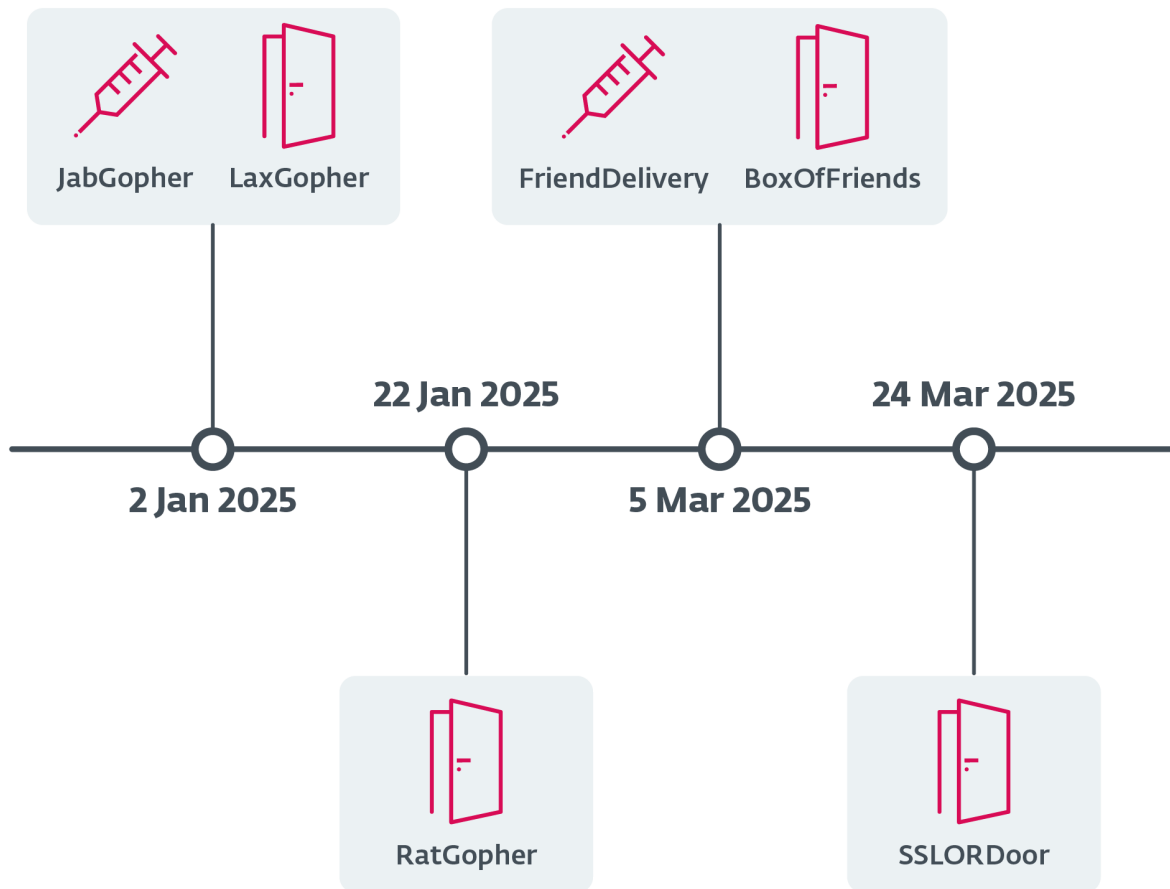 JabGopher LaxGopher
FriendDelivery BoxOfFriends
22 Jan 2025
24 Mar 2025
2 Jan 2025
5 Mar 2025
RatGopher
SSLORDoor